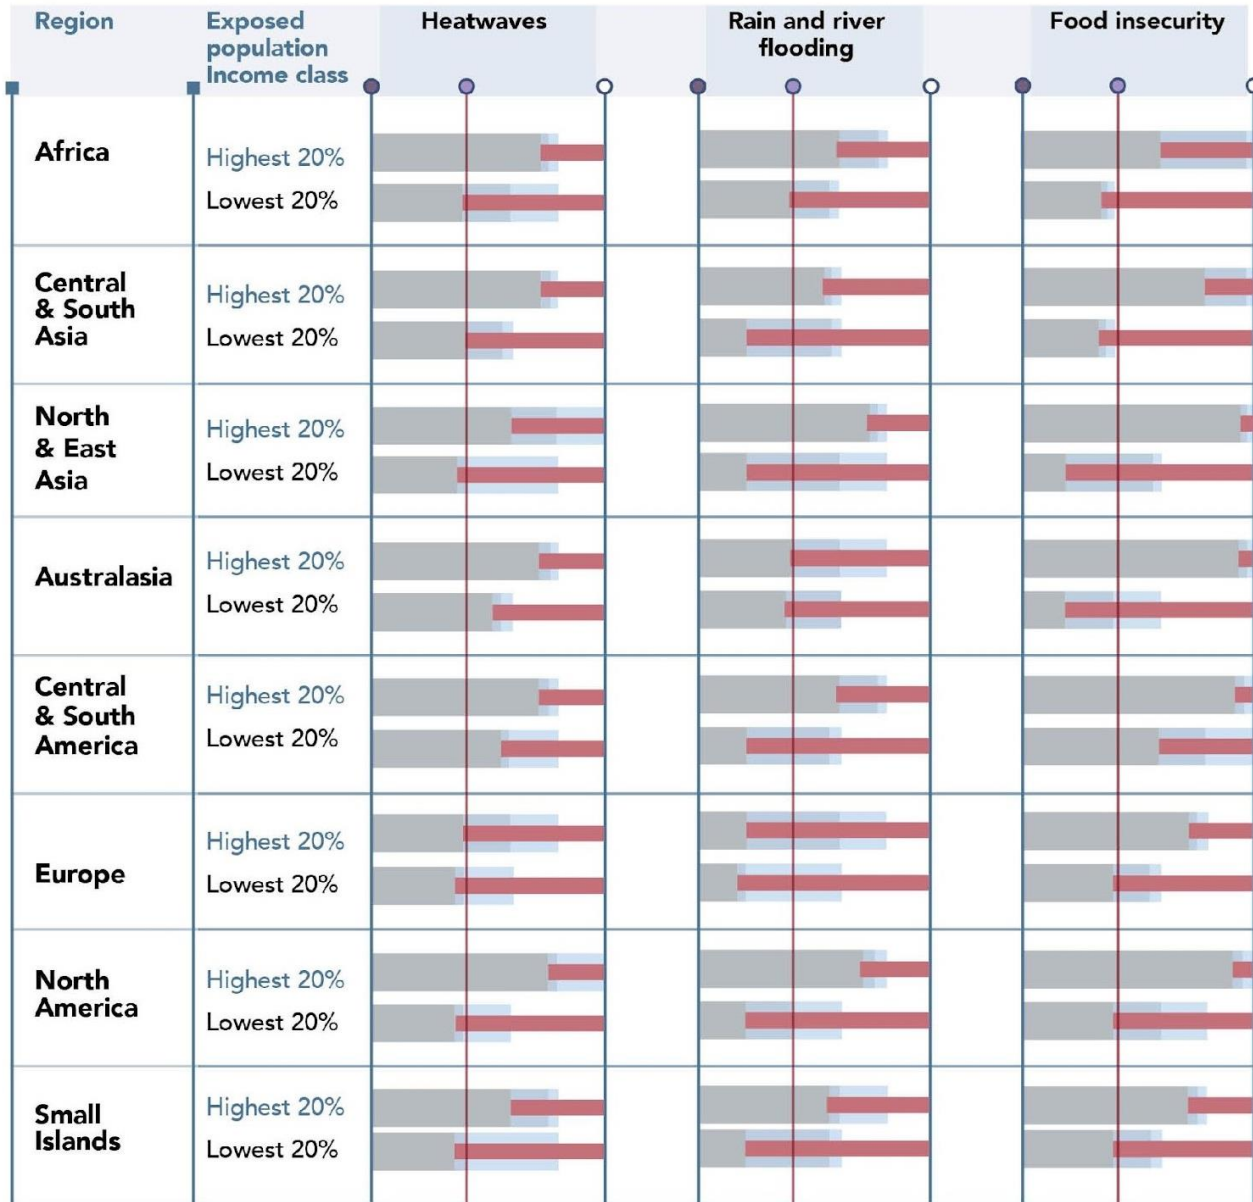 Region
Exposed
population
Income class
Heatwaves
Rain and river
flooding
Food insecurity
Africa
Highest 20%
Lowest 20%
Central
& South
Asia
Highest 20%
Lowest 20%
North
& East
Asia
Highest 20%
Lowest 20%
Australasia
Highest 20%
Lowest 20%
Central
& South
America
Highest 20%
Lowest 20%
Europe
Highest 20%
Lowest 20%
North
America
Highest 20%
Lowest 20%
Small
Islands
Highest 20%
Lowest 20%